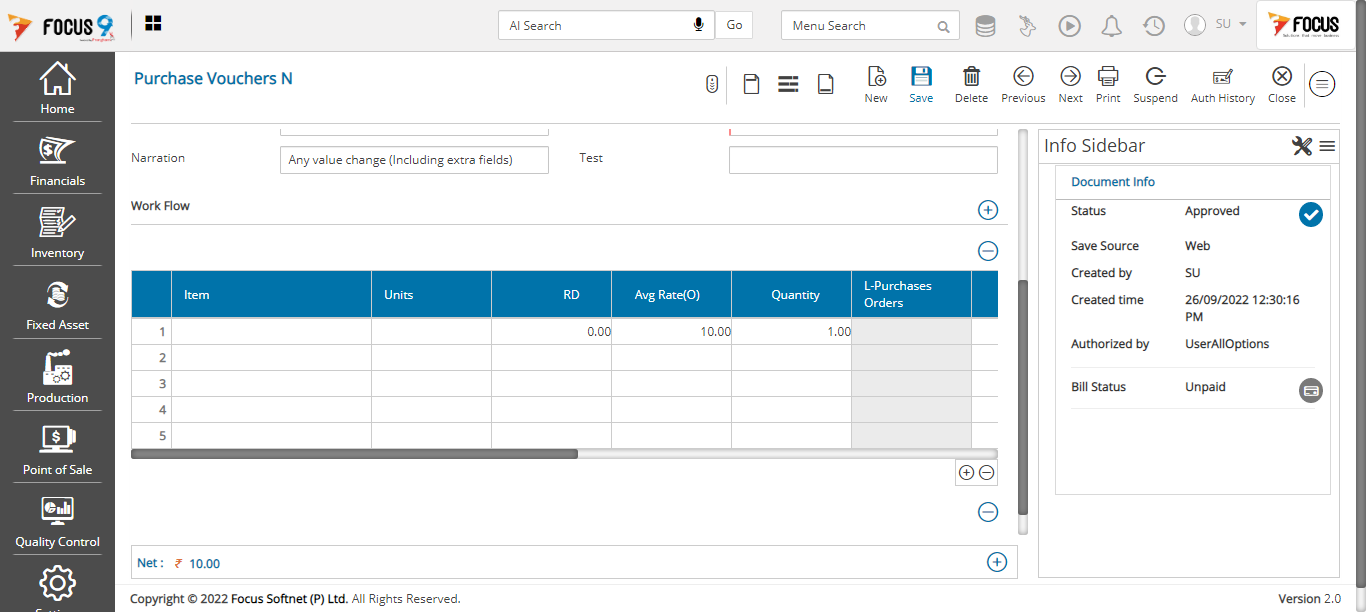 FOCUS 9
AI Search
Go
Menu Search
SU
FOCUS
Home
Financials
Inventory
Fixed Asset
Production
Point of Sale
Quality Control
Purchase Vouchers N
New
Save
Delete
Previous
Next
Print
Suspend
Auth History
Close
Narration
Any value change (Including extra fields)
Test
Work Flow
Item Units RD Avg Rate(O) Quantity L-Purchases
Orders
1 0.00 10.00 1.00
2
3
4
5
Net : ₹ 10.00
Info Sidebar
Document Info
Status Approved
Save Source Web
Created by SU
Created time 26/09/2022 12:30:16
PM
Authorized by UserAllOptions
Bill Status Unpaid
Copyright © 2022 Focus Softnet (P) Ltd. All Rights Reserved.
Version 2.0